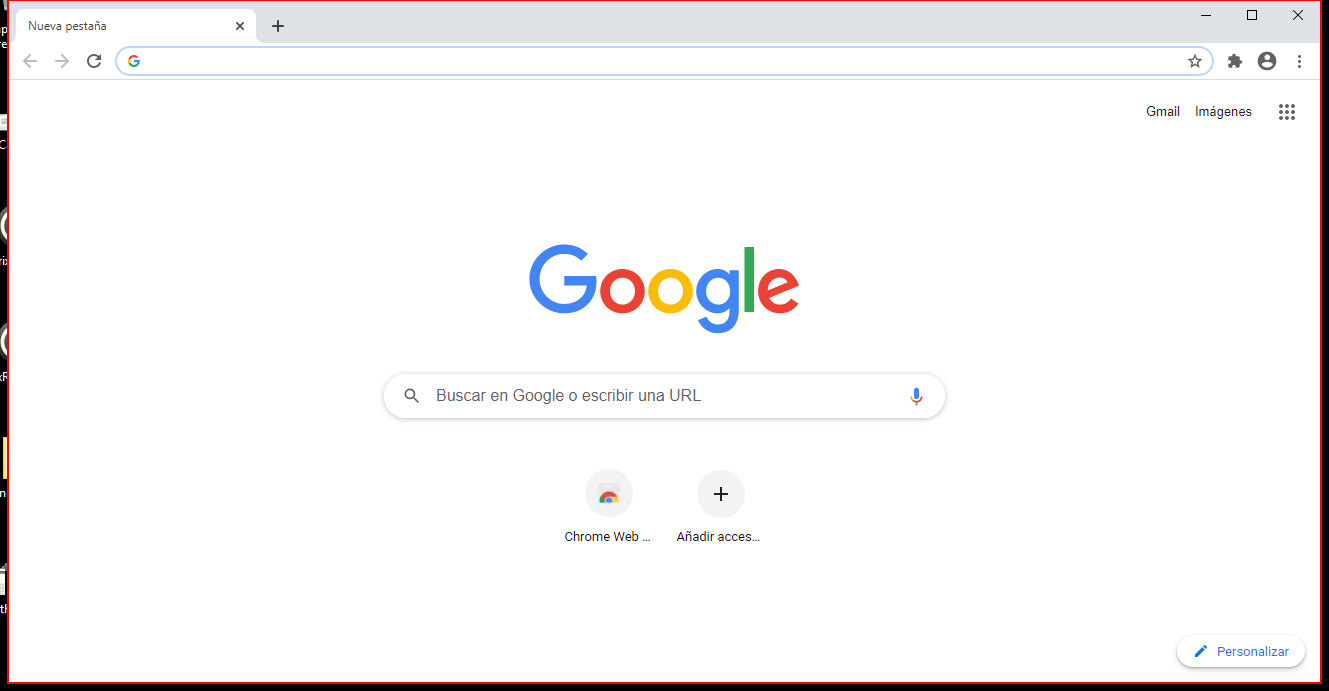 Nueva pestaña
Gmail Imágenes
Google
Buscar en Google o escribir una URL
Chrome Web ... Añadir acces...
Personalizar